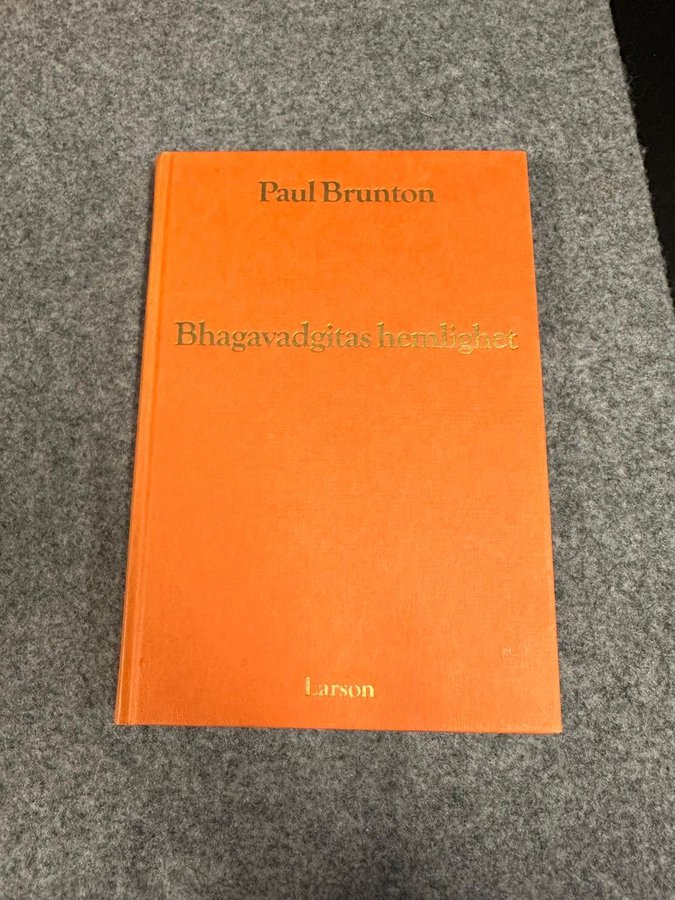 Paul Brunton
Bhagavadgitas hemlighet
Larson